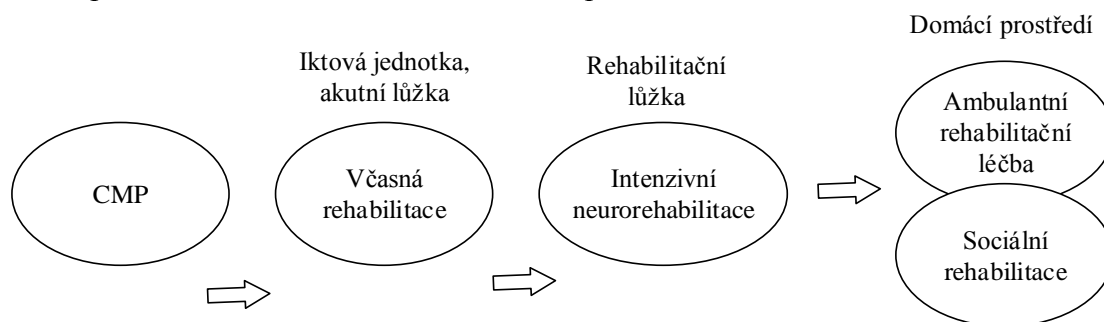 Domácí prostředí
Iktová jednotka,
akutní lůžka
Rehabilitační
lůžka
CMP
Včasná
rehabilitace
Intenzivní
neurorehabilitace
Ambulantní
rehabilitační
léčba
Sociální
rehabilitace